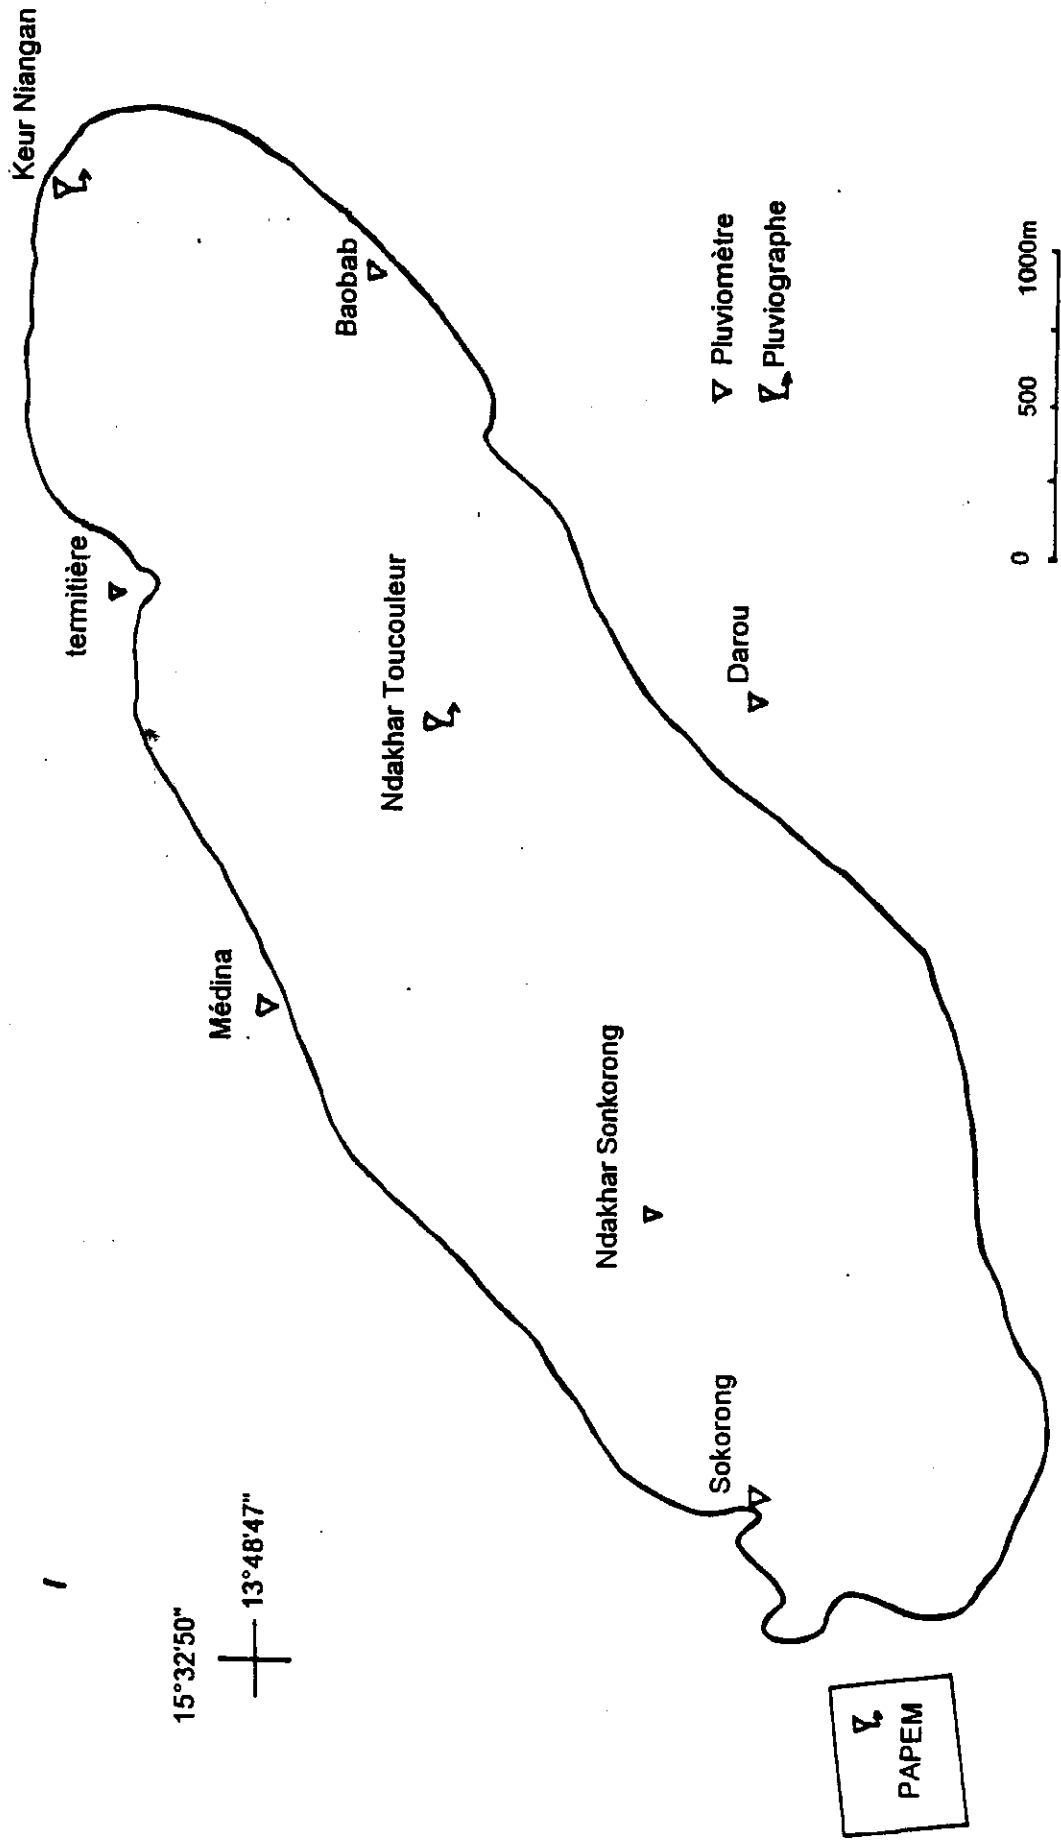 Keur Niangan
Baobab
termitière
Ndakhar Toucouleur
Médina
Darou
Ndakhar Sonkorong
Sokorong
15°32'50"
13°48'47"
PAPEM
Pluviomètre
Pluviographe
0 500 1000m